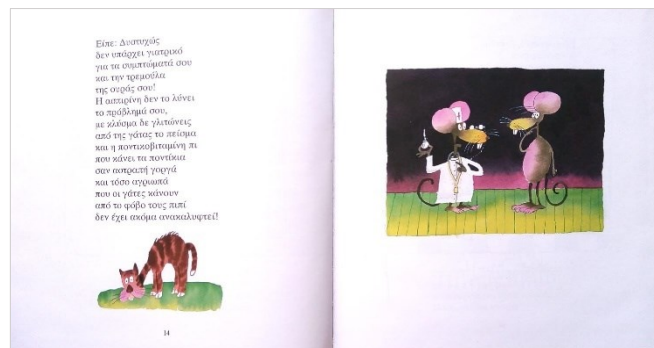 Είπε: Δυστυχώς
δεν υπάρχει γιατρικό
για τα συμπτώματά σου
και την τρεμούλα
της ουράς σου!
Η ασπιρίνη δεν το λύνει
το πρόβλημά σου,
με κλύσμα δε γλιτώνεις
από της γάτας το πείσμα
και η ποντικοβιταμίνη πι
που κάνει τα ποντίκια
σαν αστραπή γοργά
και τόσο αγριωπά
που οι γάτες κάνουν
από το φόβο τους πιπί
δεν έχει ακόμα ανακαλυφτεί!
14